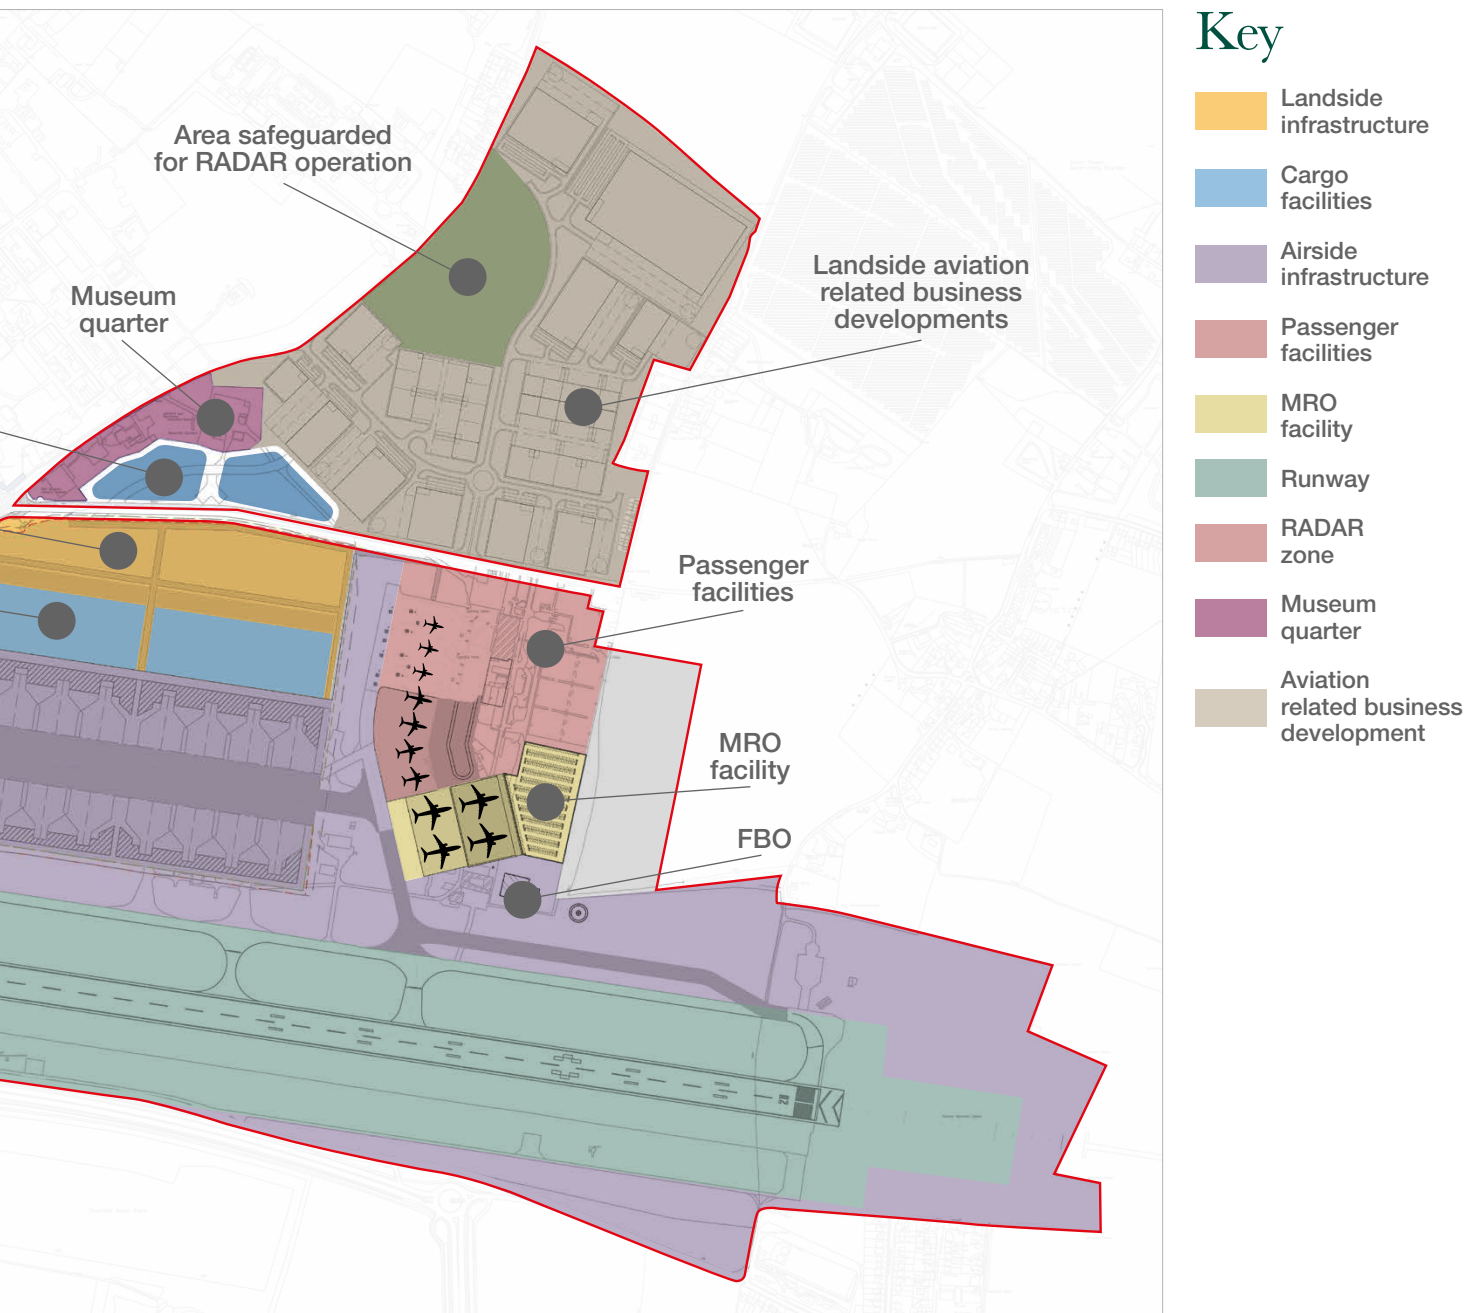 Key
Landside
infrastructure
Cargo
facilities
Airside
infrastructure
Passenger
facilities
MRO
facility
Runway
RADAR
zone
Museum
quarter
Aviation
related business
development
Area safeguarded
for RADAR operation
Landside aviation
related business
developments
Museum
quarter
Passenger
facilities
MRO
facility
FBO